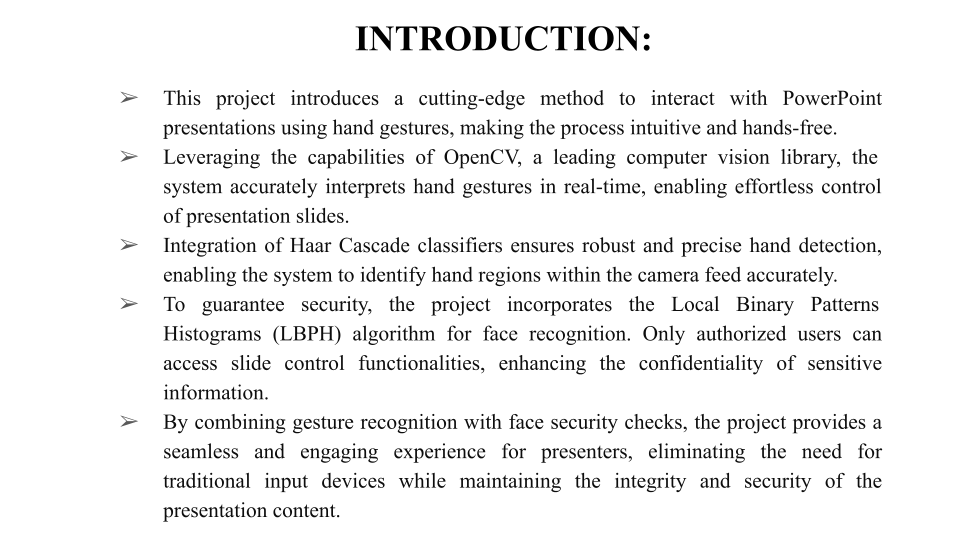 INTRODUCTION:
➢ This project introduces a cutting-edge method to interact with PowerPoint
presentations using hand gestures, making the process intuitive and hands-free.
➢ Leveraging the capabilities of OpenCV, a leading computer vision library, the
system accurately interprets hand gestures in real-time, enabling effortless control
of presentation slides.
➢ Integration of Haar Cascade classifiers ensures robust and precise hand detection,
enabling the system to identify hand regions within the camera feed accurately.
➢ To guarantee security, the project incorporates the Local Binary Patterns
Histograms (LBPH) algorithm for face recognition. Only authorized users can
access slide control functionalities, enhancing the confidentiality of sensitive
information.
➢ By combining gesture recognition with face security checks, the project provides a
seamless and engaging experience for presenters, eliminating the need for
traditional input devices while maintaining the integrity and security of the
presentation content.